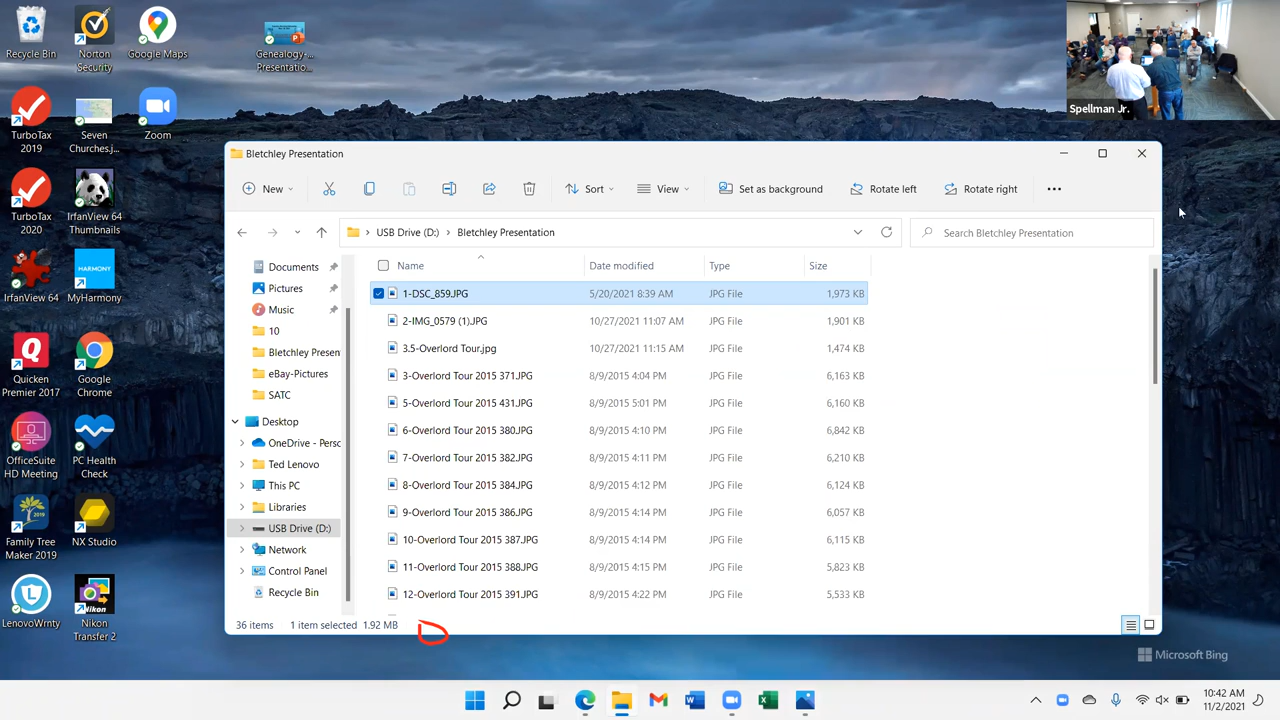 Recycle Bin
Norton Security
Google Maps
Genealogy-... Presentatio...
TurboTax 2019
Seven Churches.j...
Zoom
TurboTax 2020
IrfanView 64 Thumbnails
IrfanView 64
HARMONY
MyHarmony
Quicken Premier 2017
Google Chrome
OfficeSuite HD Meeting
PC Health Check
Family Tree Maker 2019
NX Studio
LenovoWrnty
Nikon
Nikon Transfer 2
Spellman Jr.
Bletchley Presentation
New
Sort
View
Set as background
Rotate left
Rotate right
USB Drive (D:) > Bletchley Presentation
Search Bletchley Presentation
Documents
Pictures
Music
10
Bletchley Presen
eBay-Pictures
SATC
Desktop
OneDrive - Perso
Ted Lenovo
This PC
Libraries
USB Drive (D:)
Network
Control Panel
Recycle Bin
Name Date modified Type Size
1-DSC_859.JPG 5/20/2021 8:39 AM JPG File 1,973 KB
2-IMG_0579 (1).JPG 10/27/2021 11:07 AM JPG File 1,901 KB
3.5-Overlord Tour.jpg 10/27/2021 11:15 AM JPG File 1,474 KB
3-Overlord Tour 2015 371.JPG 8/9/2015 4:04 PM JPG File 6,163 KB
5-Overlord Tour 2015 431.JPG 8/9/2015 5:01 PM JPG File 6,160 KB
6-Overlord Tour 2015 380.JPG 8/9/2015 4:10 PM JPG File 6,842 KB
7-Overlord Tour 2015 382.JPG 8/9/2015 4:11 PM JPG File 6,210 KB
8-Overlord Tour 2015 384.JPG 8/9/2015 4:12 PM JPG File 6,124 KB
9-Overlord Tour 2015 386.JPG 8/9/2015 4:14 PM JPG File 6,057 KB
10-Overlord Tour 2015 387.JPG 8/9/2015 4:14 PM JPG File 6,115 KB
11-Overlord Tour 2015 388.JPG 8/9/2015 4:15 PM JPG File 5,823 KB
12-Overlord Tour 2015 391.JPG 8/9/2015 4:22 PM JPG File 5,533 KB
36 items 1 item selected 1.92 MB
Microsoft Bing
10:42 AM
11/2/2021